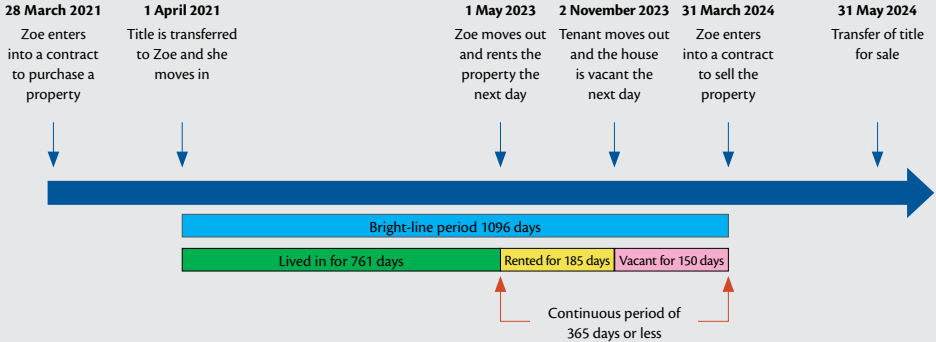 28 March 2021
Zoe enters
into a contract
to purchase a
property
1 April 2021
Title is transferred
to Zoe and she
moves in
1 May 2023
Zoe moves out
and rents the
property the
next day
2 November 2023
Tenant moves out
and the house
is vacant the
next day
31 March 2024
Zoe enters
into a contract
to sell the
property
31 May 2024
Transfer of title
for sale
Bright-line period 1096 days
Lived in for 761 days
Rented for 185 days
Vacant for 150 days
Continuous period of
365 days or less